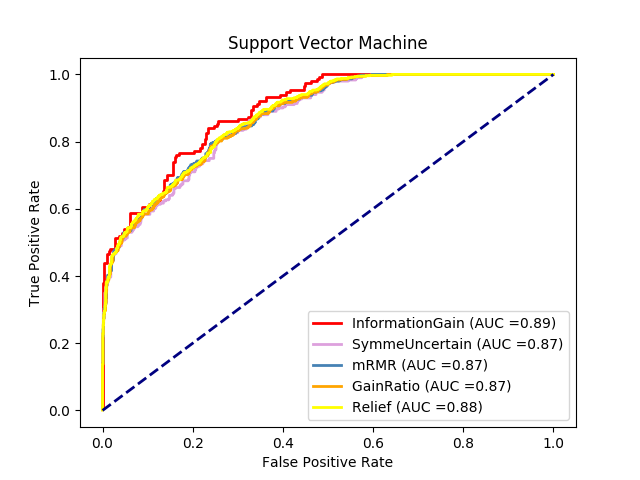 Support Vector Machine
True Positive Rate
1.0
0.8
0.6
0.4
0.2
0.0
InformationGain (AUC =0.89)
SymmeUncertain (AUC =0.87)
mRMR (AUC =0.87)
GainRatio (AUC =0.87)
Relief (AUC =0.88)
0.0 0.2 0.4 0.6 0.8 1.0
False Positive Rate